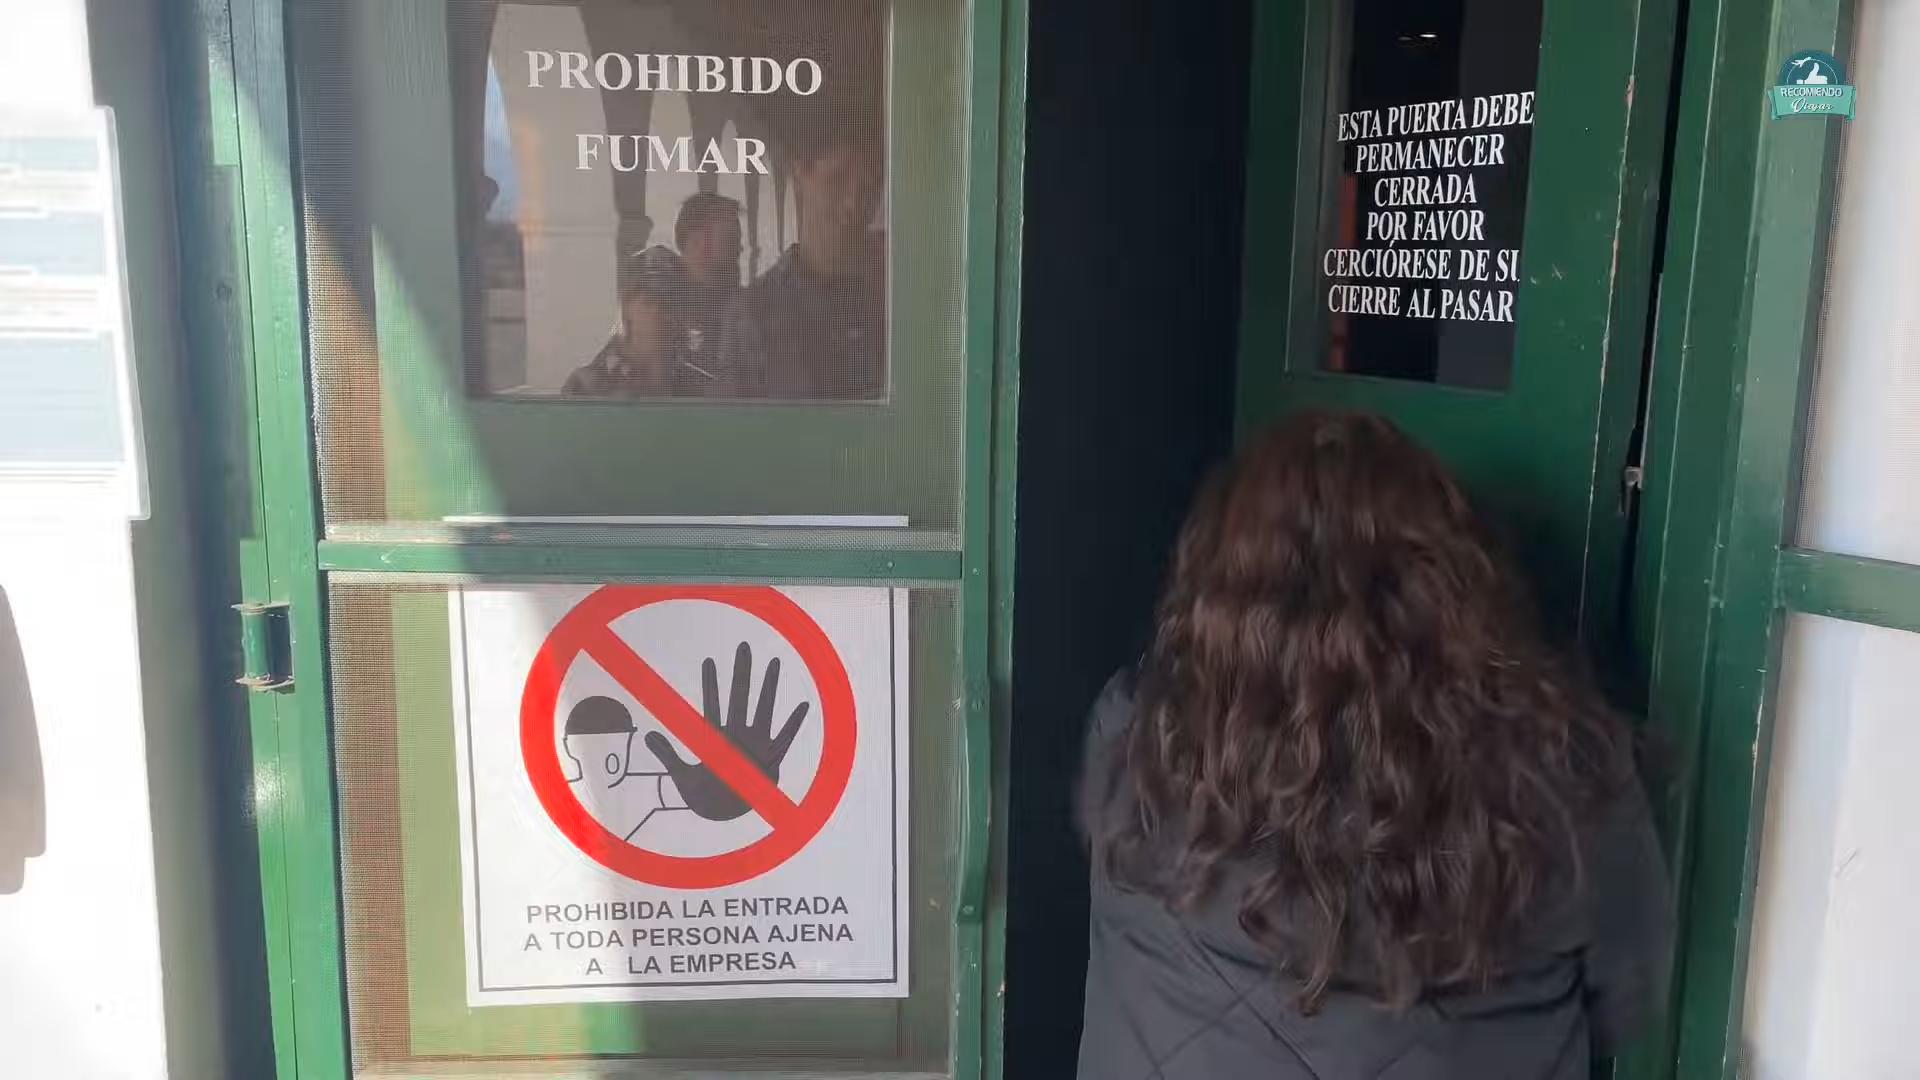 PROHIBIDO
FUMAR
PROHIBIDA LA ENTRADA
A TODA PERSONA AJENA
A LA EMPRESA
ESTA PUERTA DEBE
PERMANECER
CERRADA
POR FAVOR
CERCIÓRESE DE SU
CIERRE AL PASAR
RECOMIENDO
Viajar